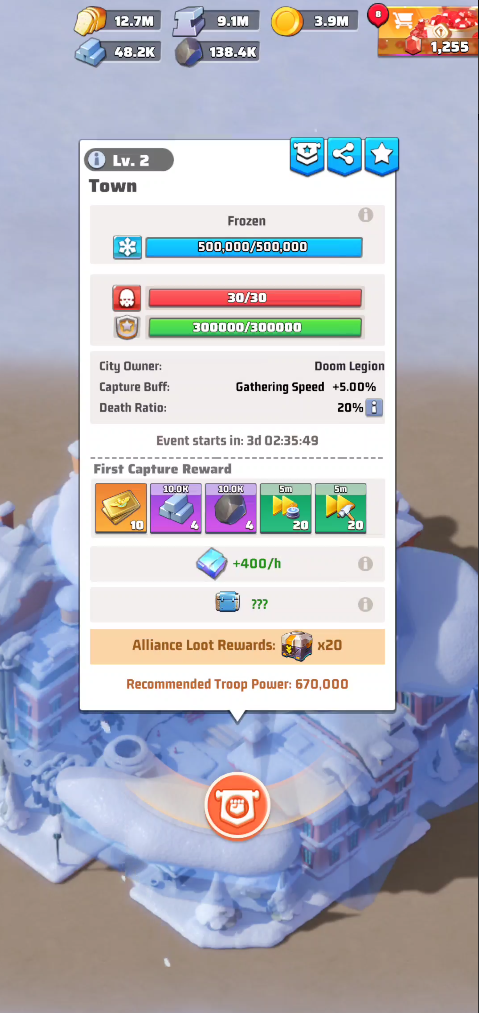 12.7M
9.1M
3.9M
8
48.2K
138.4K
1,255
i Lv. 2
Town
Frozen
i
500,000/500,000
30/30
300000/300000
City Owner: Doom Legion
Capture Buff: Gathering Speed +5.00%
Death Ratio: 20% i
Event starts in: 3d 02:35:49
First Capture Reward
10.0K 10.0K 5m 5m
10 4 4 20 20
+400/h i
??? i
Alliance Loot Rewards: x20
Recommended Troop Power: 670,000